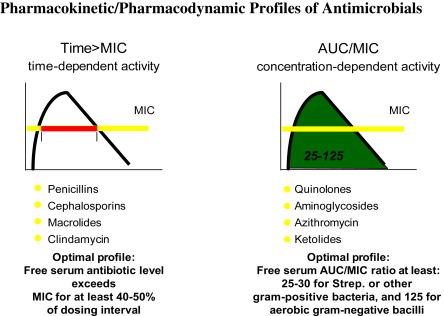 Pharmacokinetic/Pharmacodynamic Profiles of Antimicrobials
Time>MIC
time-dependent activity
MIC
Penicillins
Cephalosporins
Macrolides
Clindamycin
Optimal profile:
Free serum antibiotic level
exceeds
MIC for at least 40-50%
of dosing interval
AUC/MIC
concentration-dependent activity
MIC
25-125
Quinolones
Aminoglycosides
Azithromycin
Ketolides
Optimal profile:
Free serum AUC/MIC ratio at least:
25-30 for Strep. or other
gram-positive bacteria, and 125 for
aerobic gram-negative bacilli